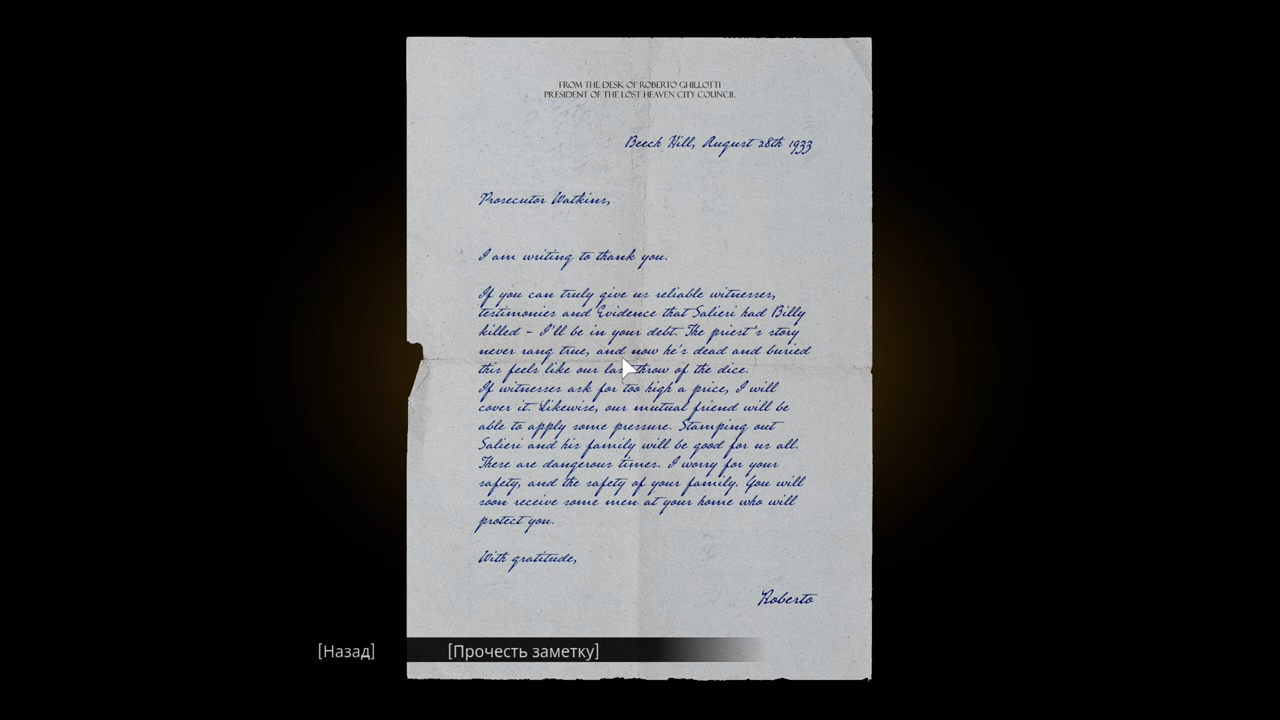 FROM THE DESK OF ROBERTO GHILLOTTI
PRESIDENT OF THE LOST HEAVEN CITY COUNCIL
Beech Hill, August 28th 1933
Prosecutor Watkins,
I am writing to thank you.
If you can truly give us reliable witnesses,
testimonies and Evidence that Salieri had Billy
killed - I'll be in your debt. The priest's story
never rang true, and now he's dead and buried
this feels like our last throw of the dice.
If witnesses ask for too high a price, I will
cover it. Likewise, our mutual friend will be
able to apply some pressure. Stamping out
Salieri and his family will be good for us all.
These are dangerous times. I worry for your
safety, and the safety of your family. You will
soon receive some men at your home who will
protect you.
With gratitude,
Roberto
[Назад] [Прочесть заметку]